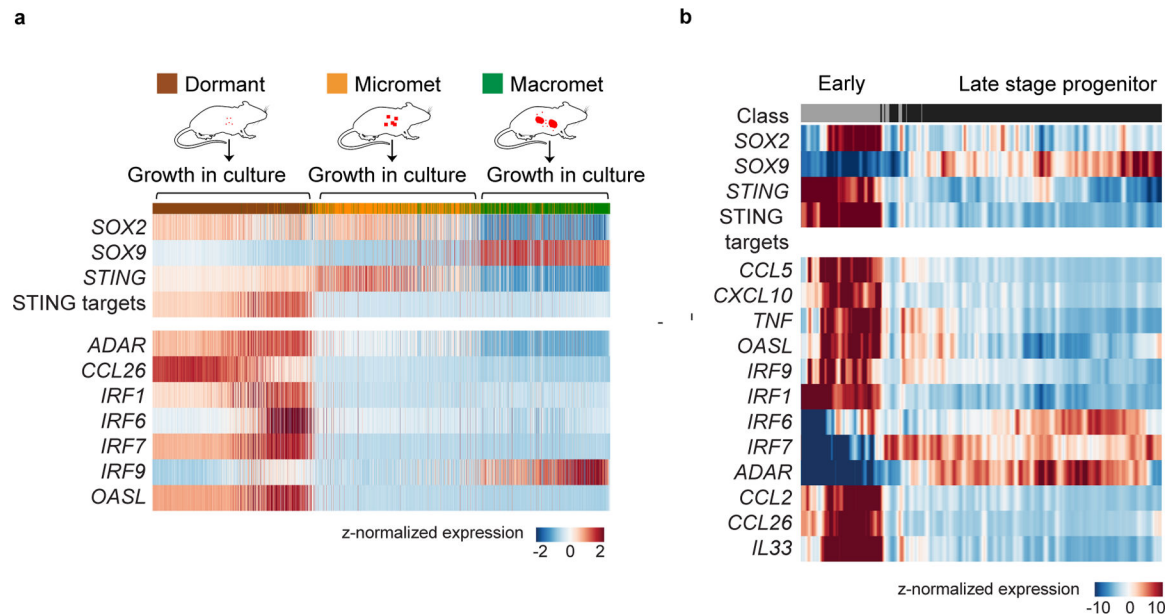 a
Dormant
Micromet
Macromet
Growth in culture
Growth in culture
Growth in culture
SOX2
SOX9
STING
STING targets
ADAR
CCL26
IRF1
IRF6
IRF7
IRF9
OASL
z-normalized expression
-2 0 2
b
Early
Late stage progenitor
Class
SOX2
SOX9
STING
STING
targets
CCL5
CXCL10
TNF
OASL
IRF9
IRF1
IRF6
IRF7
ADAR
CCL2
CCL26
IL33
z-normalized expression
-10 0 10